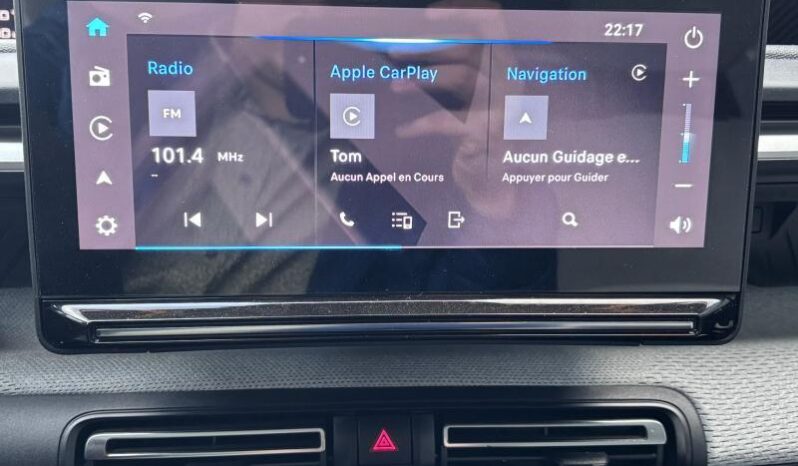 22:17
Radio
FM
101.4 MHz
--
Apple CarPlay
Tom
Aucun Appel en Cours
Navigation
Aucun Guidage e...
Appuyer pour Guider